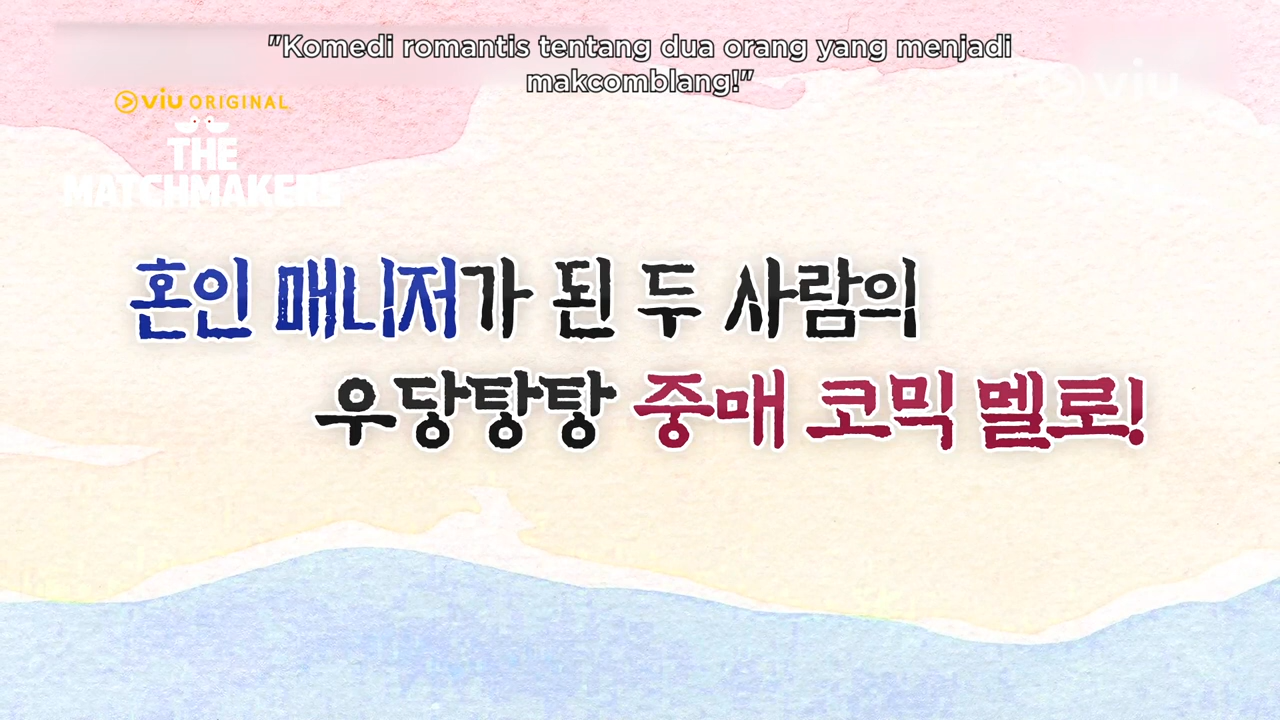 "Komedi romantis tentang dua orang yang menjadi
makcomblang!"
viu
viu ORIGINAL
THE
MATCHMAKERS
혼인 매니저가 된 두 사람의
우당탕탕 중매 코믹 멜로!